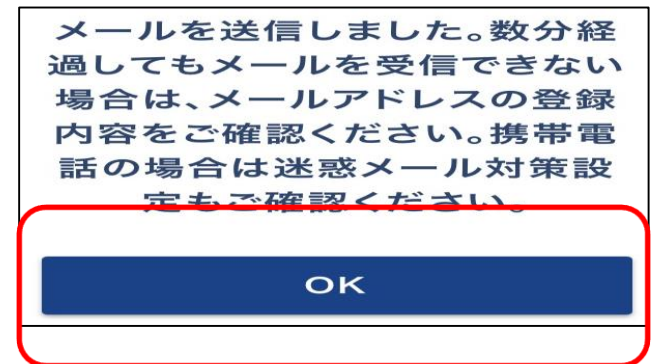 メールを送信しました。数分経
過してもメールを受信できない
場合は、メールアドレスの登録
内容をご確認ください。携帯電
話の場合は迷惑メール対策設
定もご確認ください。
OK